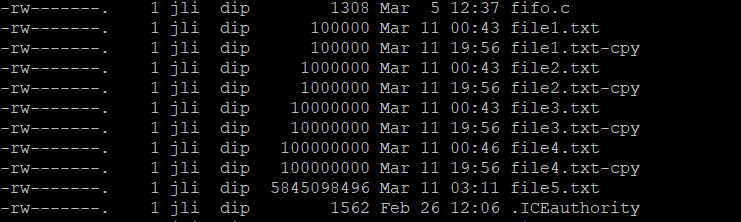 -rw-------. 1 jli dip 1308 Mar 5 12:37 fifo.c
-rw-------. 1 jli dip 100000 Mar 11 00:43 file1.txt
-rw-------. 1 jli dip 100000 Mar 11 19:56 file1.txt-cpy
-rw-------. 1 jli dip 1000000 Mar 11 00:43 file2.txt
-rw-------. 1 jli dip 1000000 Mar 11 19:56 file2.txt-cpy
-rw-------. 1 jli dip 10000000 Mar 11 00:43 file3.txt
-rw-------. 1 jli dip 10000000 Mar 11 19:56 file3.txt-cpy
-rw-------. 1 jli dip 100000000 Mar 11 00:46 file4.txt
-rw-------. 1 jli dip 100000000 Mar 11 19:56 file4.txt-cpy
-rw-------. 1 jli dip 5845098496 Mar 11 03:11 file5.txt
-rw-------. 1 jli dip 1562 Feb 26 12:06 .ICEauthority